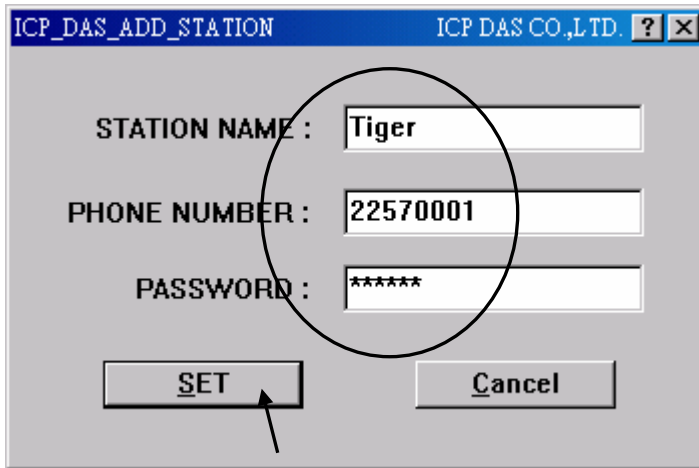 ICP_DAS_ADD_STATION ICP DAS CO.,LTD. ? ×
STATION NAME : Tiger
PHONE NUMBER : 22570001
PASSWORD : ******
SET Cancel